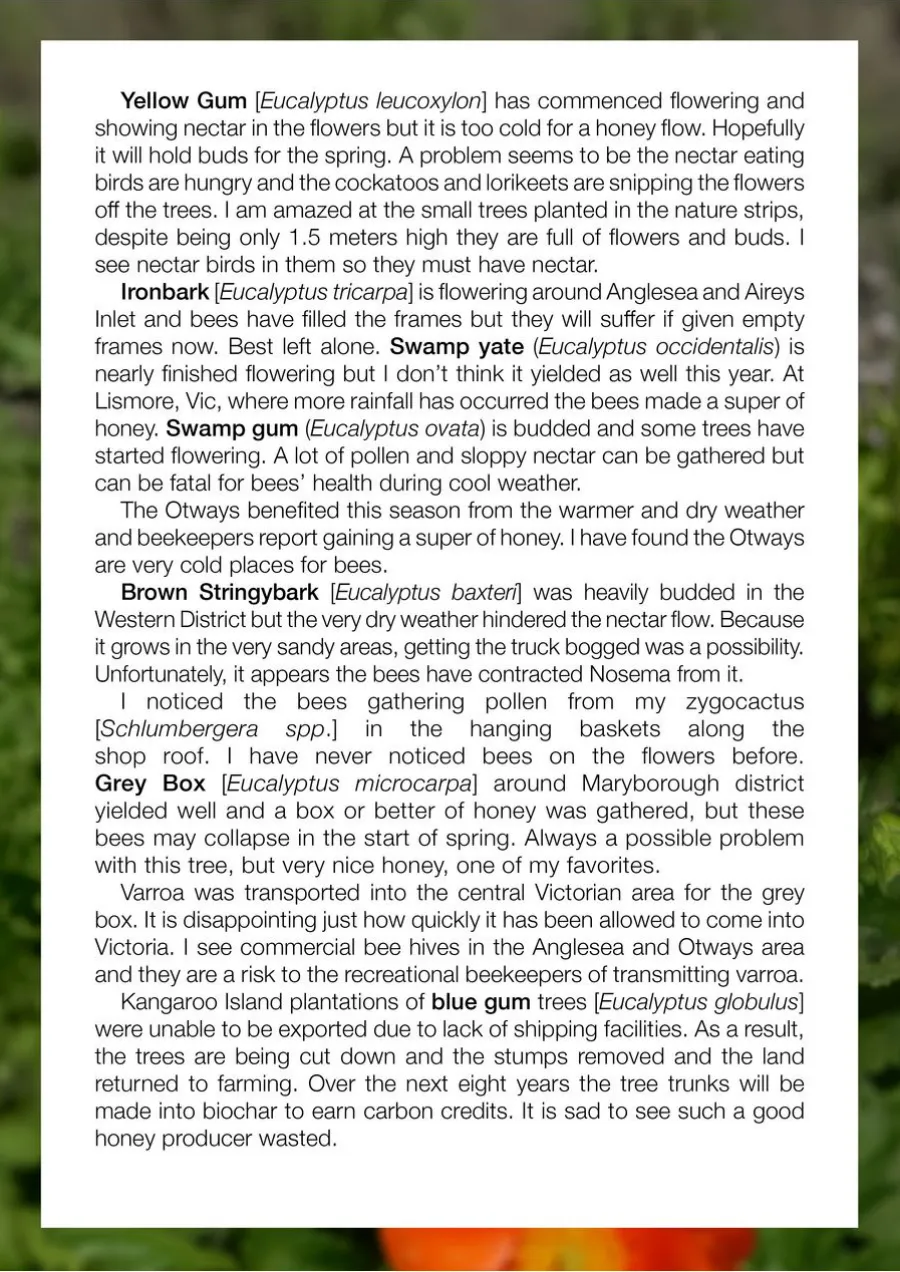 Yellow Gum [Eucalyptus leucoxylon] has commenced flowering and
showing nectar in the flowers but it is too cold for a honey flow. Hopefully
it will hold buds for the spring. A problem seems to be the nectar eating
birds are hungry and the cockatoos and lorikeets are snipping the flowers
off the trees. I am amazed at the small trees planted in the nature strips,
despite being only 1.5 meters high they are full of flowers and buds. I
see nectar birds in them so they must have nectar.
Ironbark [Eucalyptus tricarpa] is flowering around Anglesea and Aireys
Inlet and bees have filled the frames but they will suffer if given empty
frames now. Best left alone. Swamp yate (Eucalyptus occidentalis) is
nearly finished flowering but I don’t think it yielded as well this year. At
Lismore, Vic, where more rainfall has occurred the bees made a super of
honey. Swamp gum (Eucalyptus ovata) is budded and some trees have
started flowering. A lot of pollen and sloppy nectar can be gathered but
can be fatal for bees’ health during cool weather.
The Otways benefited this season from the warmer and dry weather
and beekeepers report gaining a super of honey. I have found the Otways
are very cold places for bees.
Brown Stringybark [Eucalyptus baxteri] was heavily budded in the
Western District but the very dry weather hindered the nectar flow. Because
it grows in the very sandy areas, getting the truck bogged was a possibility.
Unfortunately, it appears the bees have contracted Nosema from it.
I noticed the bees gathering pollen from my zygocactus
[Schlumbergera spp.] in the hanging baskets along the
shop roof. I have never noticed bees on the flowers before.
Grey Box [Eucalyptus microcarpa] around Maryborough district
yielded well and a box or better of honey was gathered, but these
bees may collapse in the start of spring. Always a possible problem
with this tree, but very nice honey, one of my favorites.
Varroa was transported into the central Victorian area for the grey
box. It is disappointing just how quickly it has been allowed to come into
Victoria. I see commercial bee hives in the Anglesea and Otways area
and they are a risk to the recreational beekeepers of transmitting varroa.
Kangaroo Island plantations of blue gum trees [Eucalyptus globulus]
were unable to be exported due to lack of shipping facilities. As a result,
the trees are being cut down and the stumps removed and the land
returned to farming. Over the next eight years the tree trunks will be
made into biochar to earn carbon credits. It is sad to see such a good
honey producer wasted.